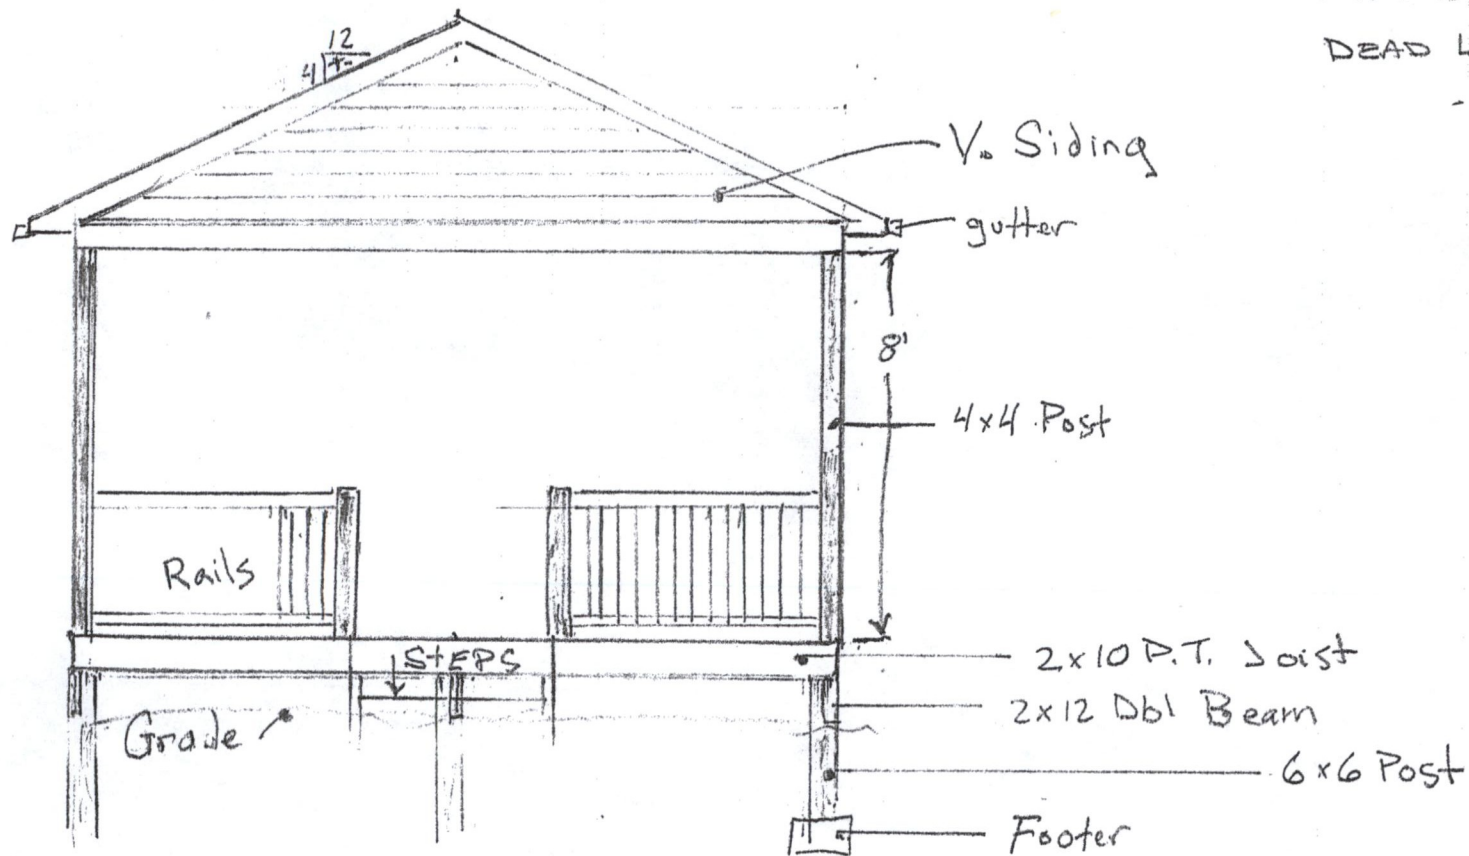 12
4
DEAD L
-
V. Siding
gutter
8'
4x4 Post
Rails
StEPS
2x10 P.T. Joist
2x12 Dbl Beam
Grade
6x6 Post
Footer